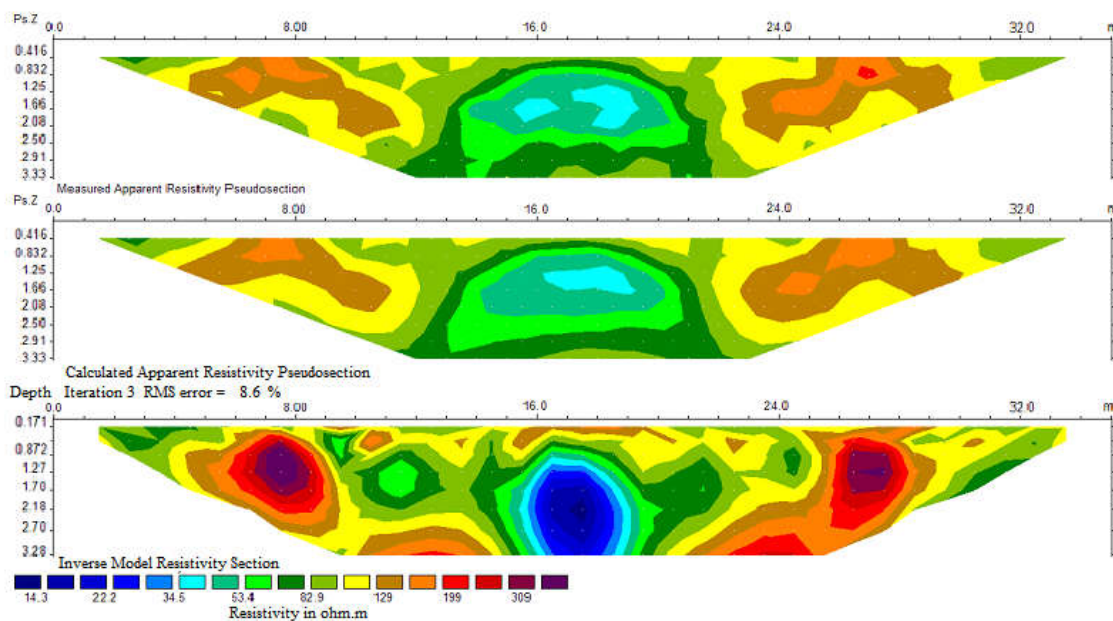 Ps.Z 0.0 8.00 16.0 24.0 32.0 m
0.416
0.832
1.25
1.66
2.08
2.50
2.91
3.33
Measured Apparent Resistivity Pseudosection
Ps.Z 0.0 8.00 16.0 24.0 32.0 m
0.416
0.832
1.25
1.66
2.08
2.50
2.91
3.33
Calculated Apparent Resistivity Pseudosection
Depth Iteration 3 RMS error = 8.6 %
0.0 8.00 16.0 24.0 32.0 m
0.171
0.872
1.27
1.70
2.18
2.70
3.28
Inverse Model Resistivity Section
14.3 22.2 34.5 53.4 82.9 129 199 309
Resistivity in ohm.m